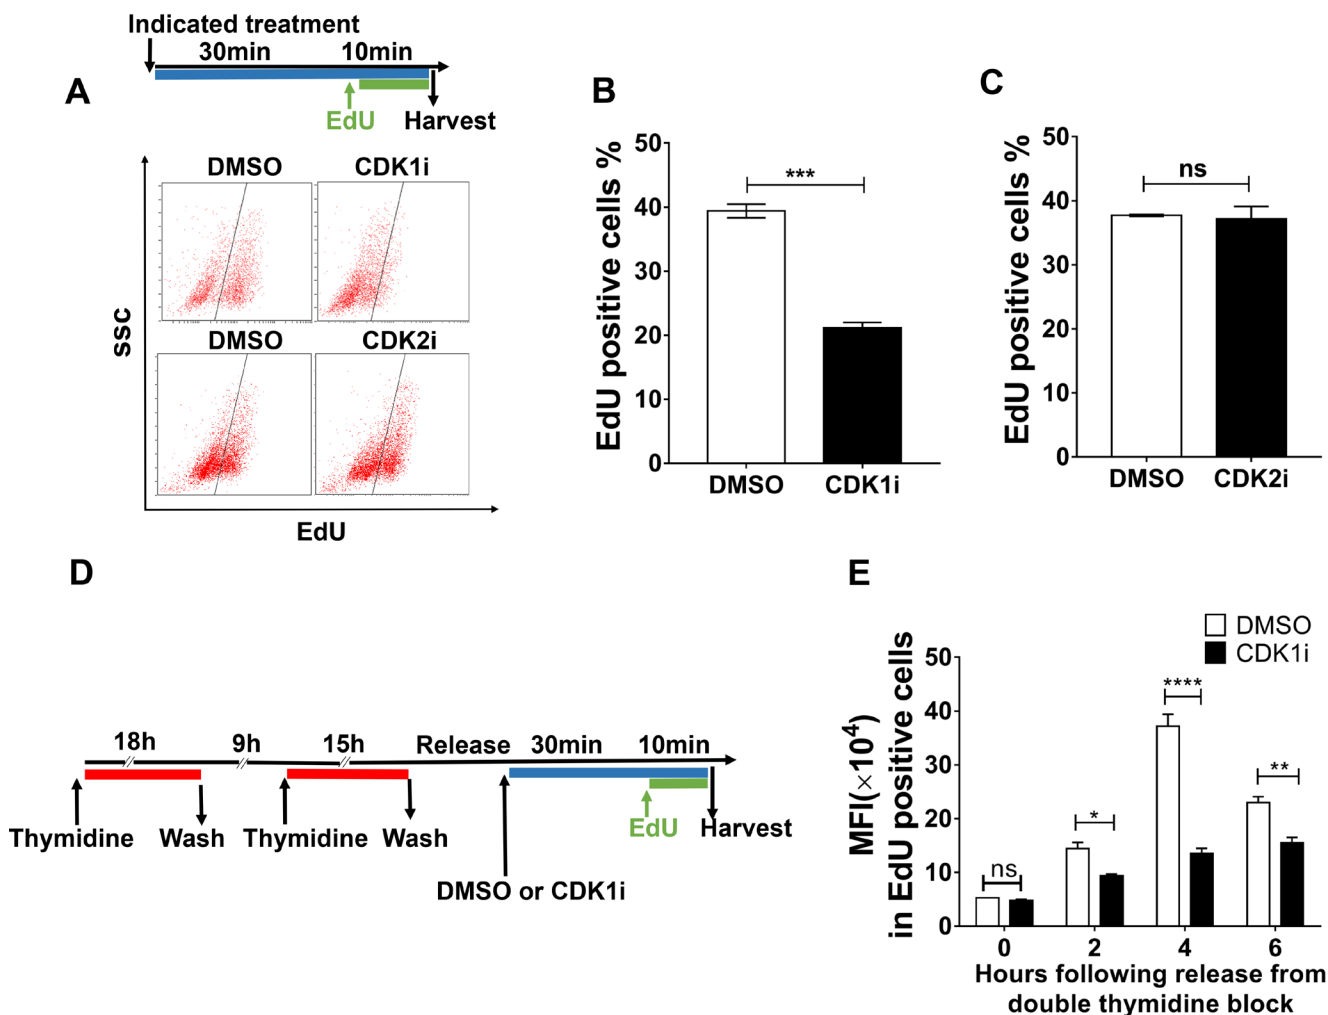 Indicated treatment
30min 10min
EdU Harvest
A
DMSO CDK1i
DMSO CDK2i
ssc
EdU
B
EdU positive cells %
50
40
30
20
10
0
***
DMSO CDK1i
C
EdU positive cells %
50
40
30
20
10
0
ns
DMSO CDK2i
D
18h 9h 15h Release 30min 10min
Thymidine Wash Thymidine Wash EdU Harvest
DMSO or CDK1i
E
DMSO
CDK1i
MFI(×10⁴)
in EdU positive cells
50
40
30
20
10
0
ns
*
****
**
0 2 4 6
Hours following release from
double thymidine block